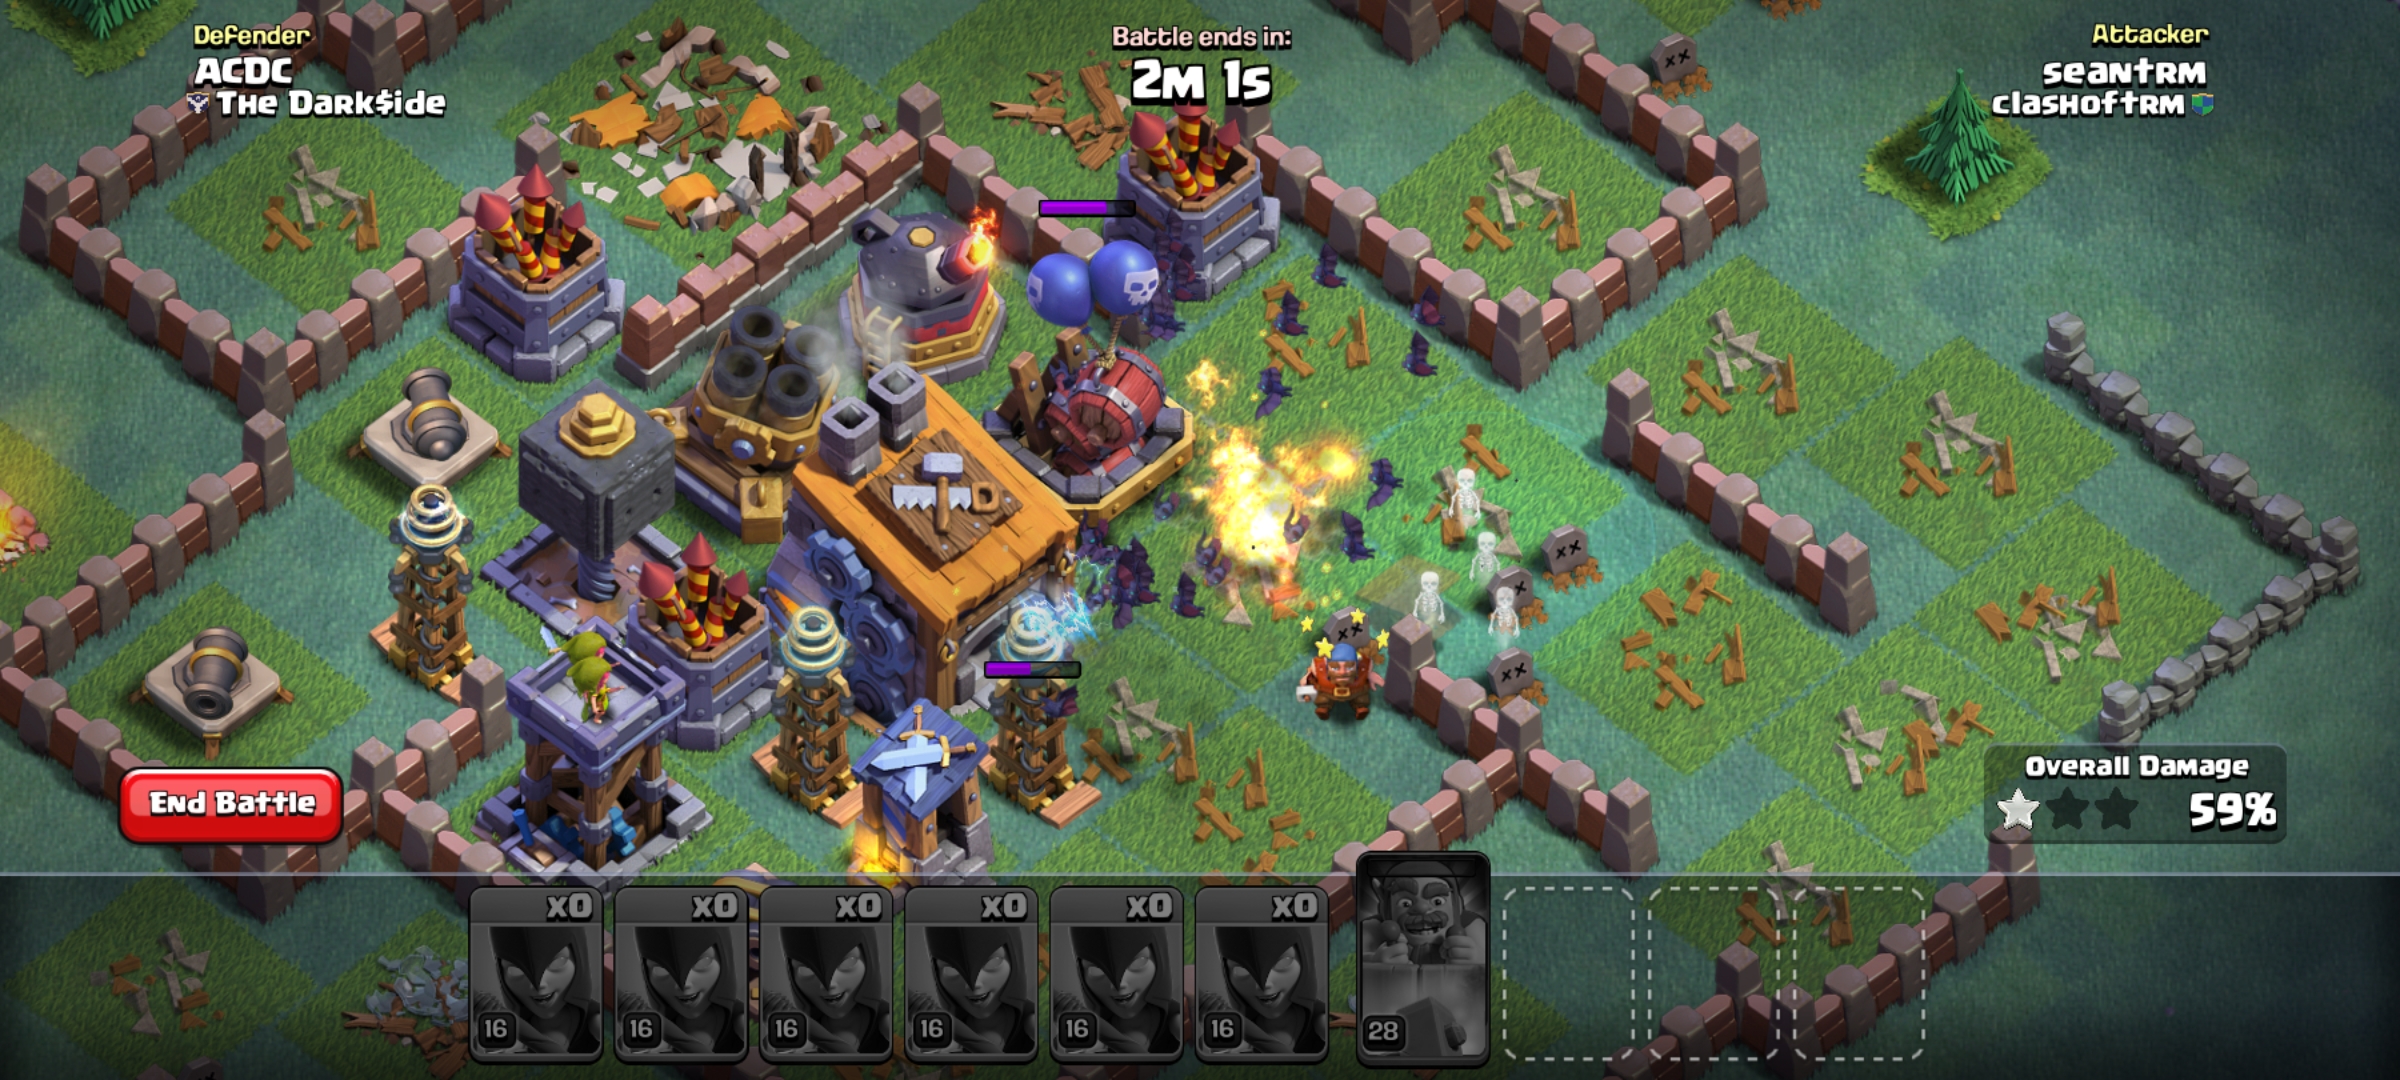 Defender
ACDC
The Dark$ide
Battle ends in:
2M 1s
Attacker
seantRM
clashoftRM
End Battle
Overall Damage
59%
x0 x0 x0 x0 x0 x0
16 16 16 16 16 16 28